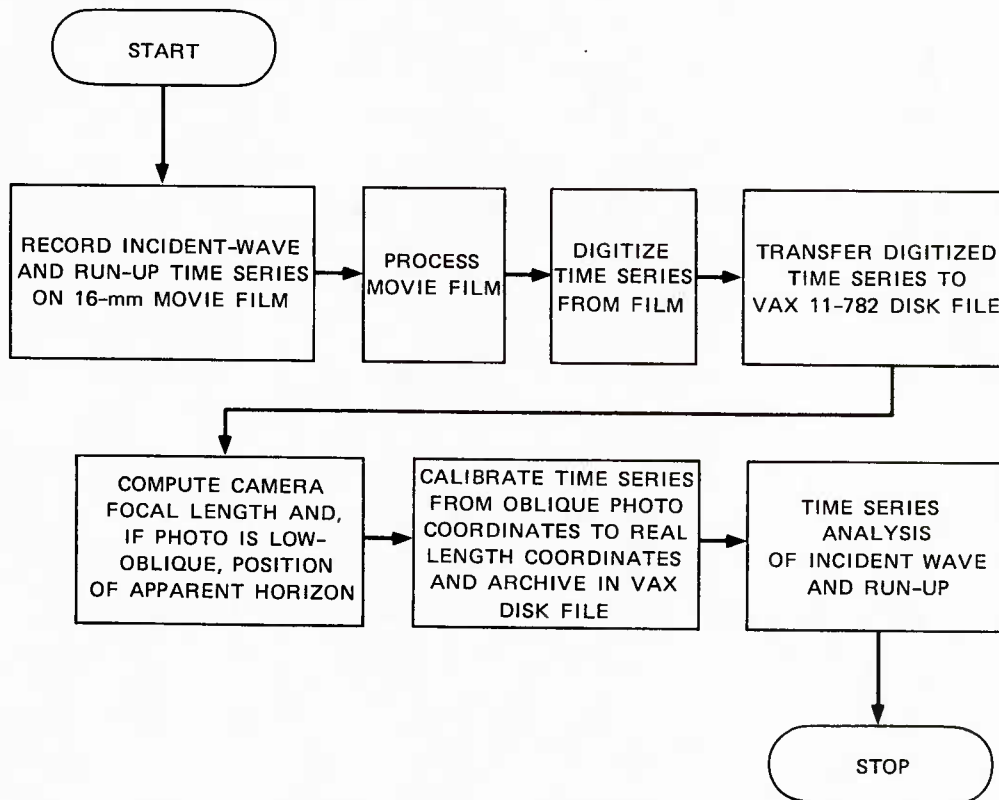 START
RECORD INCIDENT-WAVE
AND RUN-UP TIME SERIES
ON 16-mm MOVIE FILM
PROCESS
MOVIE FILM
DIGITIZE
TIME SERIES
FROM FILM
TRANSFER DIGITIZED
TIME SERIES TO
VAX 11-782 DISK FILE
COMPUTE CAMERA
FOCAL LENGTH AND,
IF PHOTO IS LOW-
OBLIQUE, POSITION
OF APPARENT HORIZON
CALIBRATE TIME SERIES
FROM OBLIQUE PHOTO
COORDINATES TO REAL
LENGTH COORDINATES
AND ARCHIVE IN VAX
DISK FILE
TIME SERIES
ANALYSIS
OF INCIDENT WAVE
AND RUN-UP
STOP